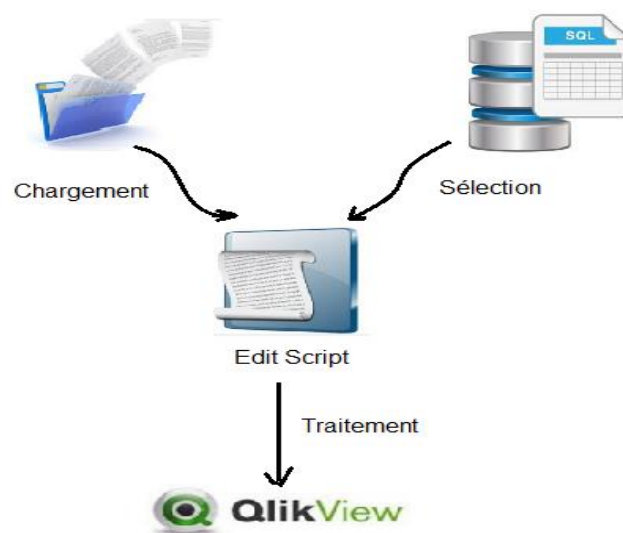 SQL
Chargement
Sélection
Edit Script
Traitement
QlikView